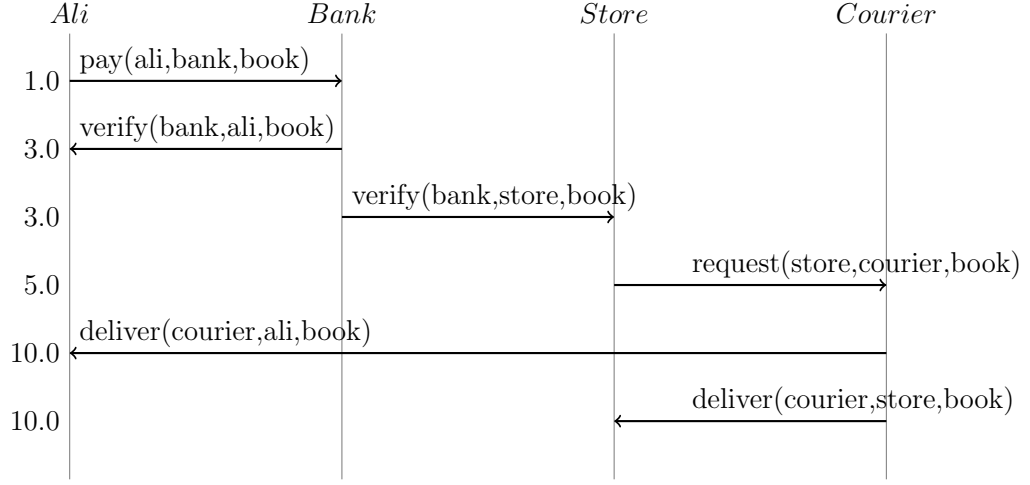 Ali Bank Store Courier
pay(ali,bank,book)
1.0
verify(bank,ali,book)
3.0
verify(bank,store,book)
3.0
request(store,courier,book)
5.0
deliver(courier,ali,book)
10.0
deliver(courier,store,book)
10.0